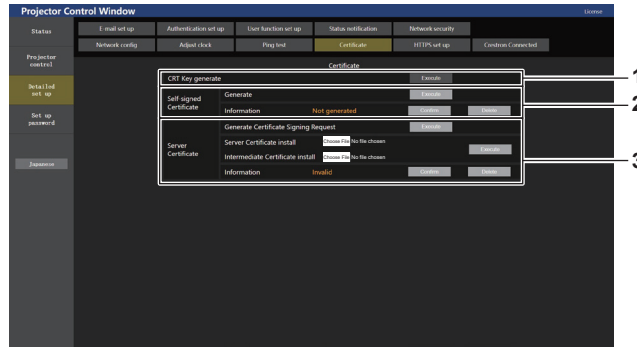 Projector Control Window
License
Status
E-mail set up
Authentication set up
User function set up
Status notification
Network security
Network config
Adjust clock
Ping test
Certificate
HTTPS set up
Crestron Connected
Projector
control
Detailed
set up
Set up
password
Japanese
Certificate
CRT Key generate
Execute
1
Self-signed
Certificate
Generate
Execute
Information
Not generated
Confirm
Delete
2
Server
Certificate
Generate Certificate Signing Request
Execute
Server Certificate install
Choose File No file chosen
Intermediate Certificate install
Choose File No file chosen
Execute
Information
Invalid
Confirm
Delete
3